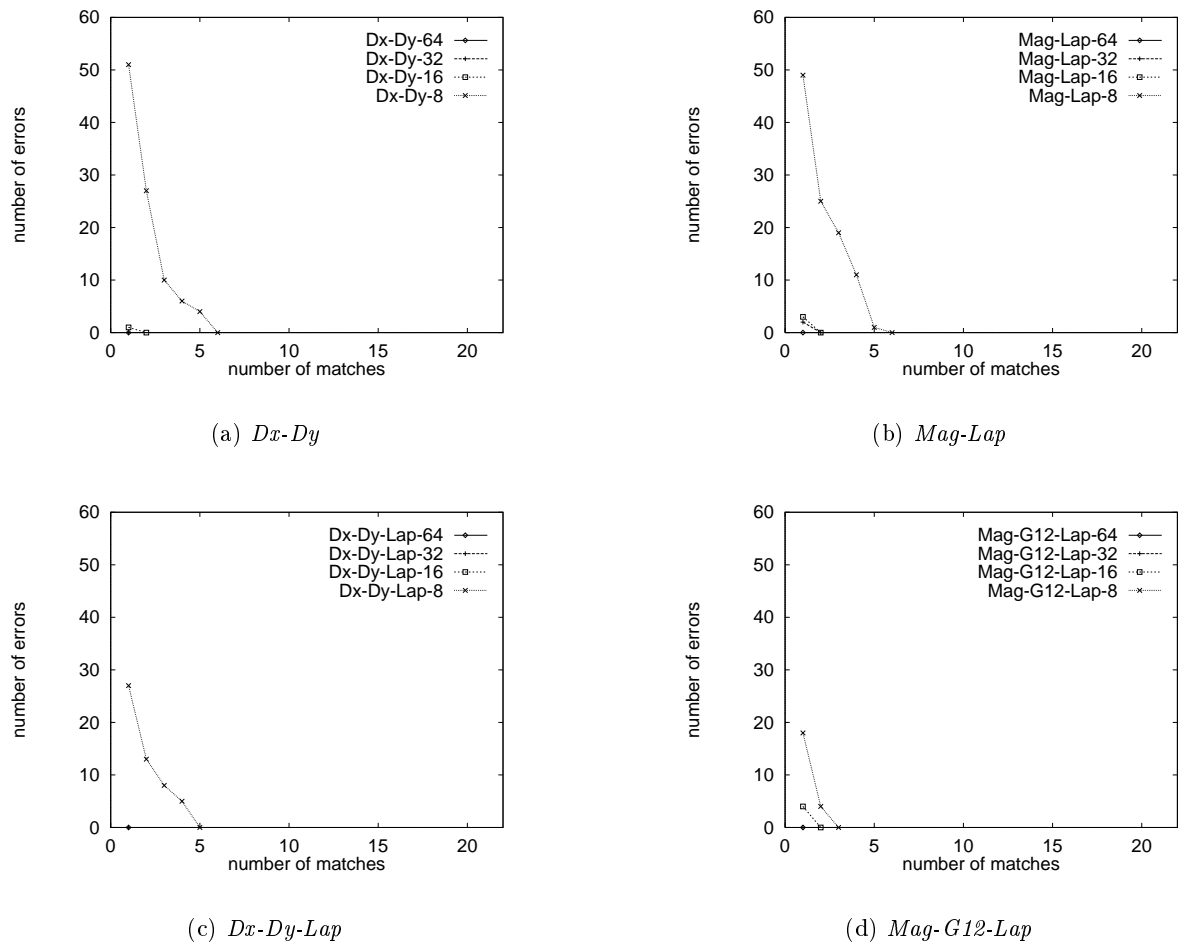 60
50
40
30
20
10
0
0 5 10 15 20
number of errors
number of matches
Dx-Dy-64
Dx-Dy-32
Dx-Dy-16
Dx-Dy-8
(a) Dx-Dy
60
50
40
30
20
10
0
0 5 10 15 20
number of errors
number of matches
Mag-Lap-64
Mag-Lap-32
Mag-Lap-16
Mag-Lap-8
(b) Mag-Lap
60
50
40
30
20
10
0
0 5 10 15 20
number of errors
number of matches
Dx-Dy-Lap-64
Dx-Dy-Lap-32
Dx-Dy-Lap-16
Dx-Dy-Lap-8
(c) Dx-Dy-Lap
60
50
40
30
20
10
0
0 5 10 15 20
number of errors
number of matches
Mag-G12-Lap-64
Mag-G12-Lap-32
Mag-G12-Lap-16
Mag-G12-Lap-8
(d) Mag-G12-Lap